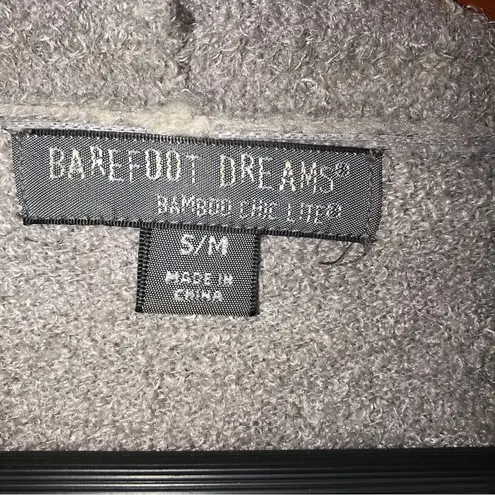 BAREFOOT DREAMS®
BAMBOO CHIC LITE®
S/M
MADE IN
CHINA